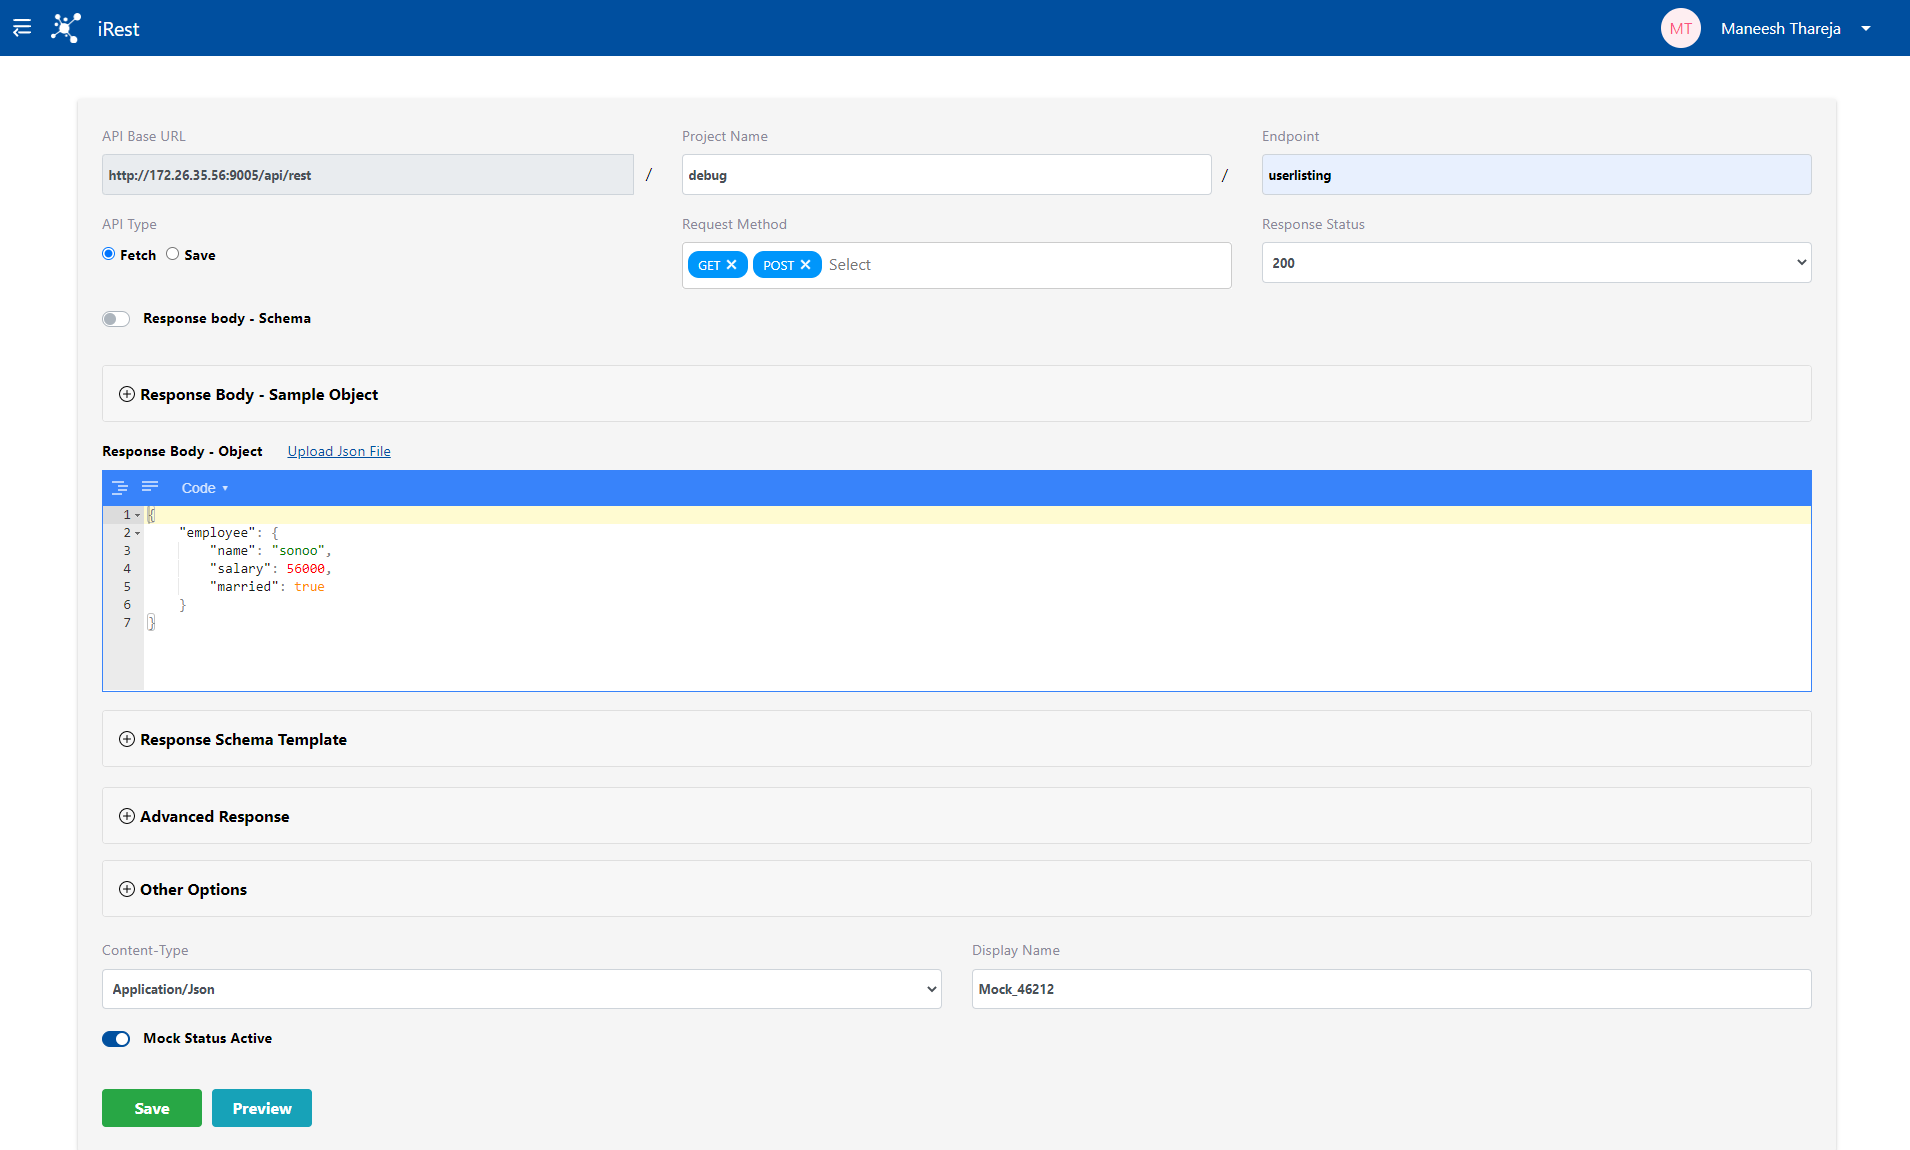 iRest
MT Maneesh Thareja
API Base URL Project Name Endpoint
http://172.26.35.56:9005/api/rest / debug / userlisting
API Type Request Method Response Status
Fetch Save GET POST Select 200
Response body - Schema
Response Body - Sample Object
Response Body - Object Upload Json File
Code
1 {
2 "employee": {
3 "name": "sonoo",
4 "salary": 56000,
5 "married": true
6 }
7 }
Response Schema Template
Advanced Response
Other Options
Content-Type Display Name
Application/Json Mock_46212
Mock Status Active
Save Preview